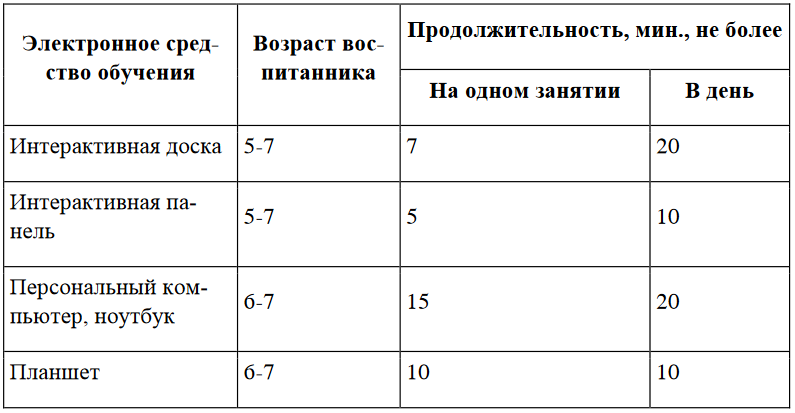 Электронное сред-
ство обучения
Возраст вос-
питанника
Продолжительность, мин., не более
На одном занятии
В день
Интерактивная доска
5-7
7
20
Интерактивная па-
нель
5-7
5
10
Персональный ком-
пьютер, ноутбук
6-7
15
20
Планшет
6-7
10
10